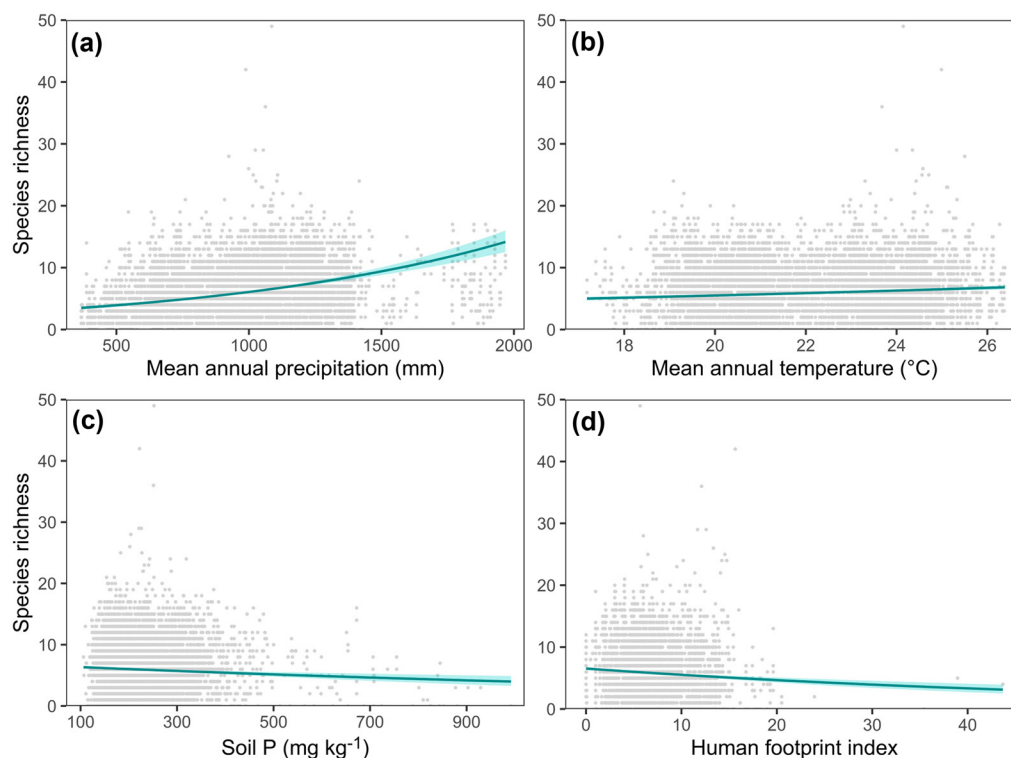 (a)
Species richness
50
40
30
20
10
0
500 1000 1500 2000
Mean annual precipitation (mm)
(b)
50
40
30
20
10
0
18 20 22 24 26
Mean annual temperature (°C)
(c)
Species richness
50
40
30
20
10
0
100 300 500 700 900
Soil P (mg kg-1)
(d)
50
40
30
20
10
0
0 10 20 30 40
Human footprint index